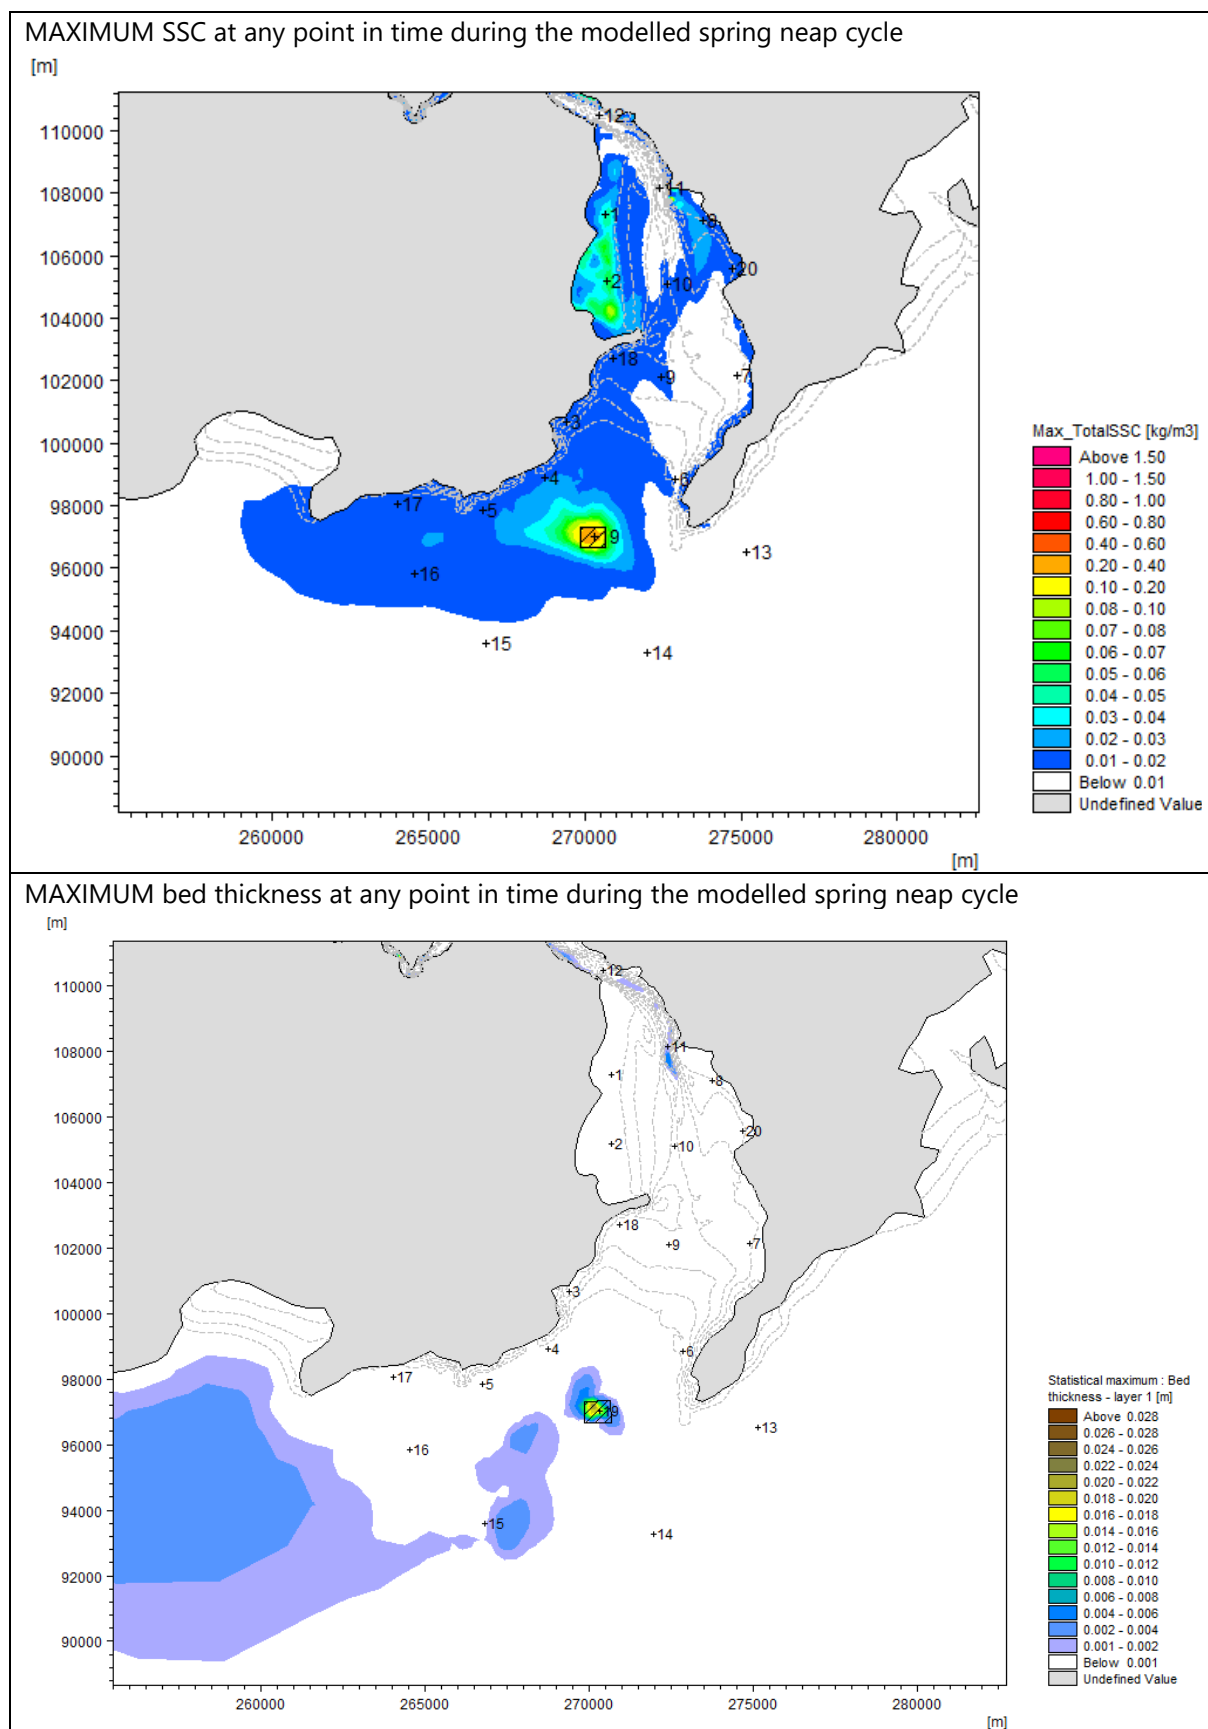 MAXIMUM SSC at any point in time during the modelled spring neap cycle
[m]
110000
108000
106000
104000
102000
100000
98000
96000
94000
92000
90000
260000 265000 270000 275000 280000
[m]
+12
+11
+1
+8
+2
+20
+10
+18
+9
+7
+3
+4
+6
+17
+5
+19
+13
+16
+15
+14
Max_TotalSSC [kg/m3]
Above 1.50
1.00 - 1.50
0.80 - 1.00
0.60 - 0.80
0.40 - 0.60
0.20 - 0.40
0.10 - 0.20
0.08 - 0.10
0.07 - 0.08
0.06 - 0.07
0.05 - 0.06
0.04 - 0.05
0.03 - 0.04
0.02 - 0.03
0.01 - 0.02
Below 0.01
Undefined Value
MAXIMUM bed thickness at any point in time during the modelled spring neap cycle
[m]
110000
108000
106000
104000
102000
100000
98000
96000
94000
92000
90000
260000 265000 270000 275000 280000
[m]
+12
+11
+1
+8
+2
+20
+10
+18
+9
+7
+3
+4
+6
+17
+5
+19
+13
+16
+15
+14
Statistical maximum : Bed
thickness - layer 1 [m]
Above 0.028
0.026 - 0.028
0.024 - 0.026
0.022 - 0.024
0.020 - 0.022
0.018 - 0.020
0.016 - 0.018
0.014 - 0.016
0.012 - 0.014
0.010 - 0.012
0.008 - 0.010
0.006 - 0.008
0.004 - 0.006
0.002 - 0.004
0.001 - 0.002
Below 0.001
Undefined Value